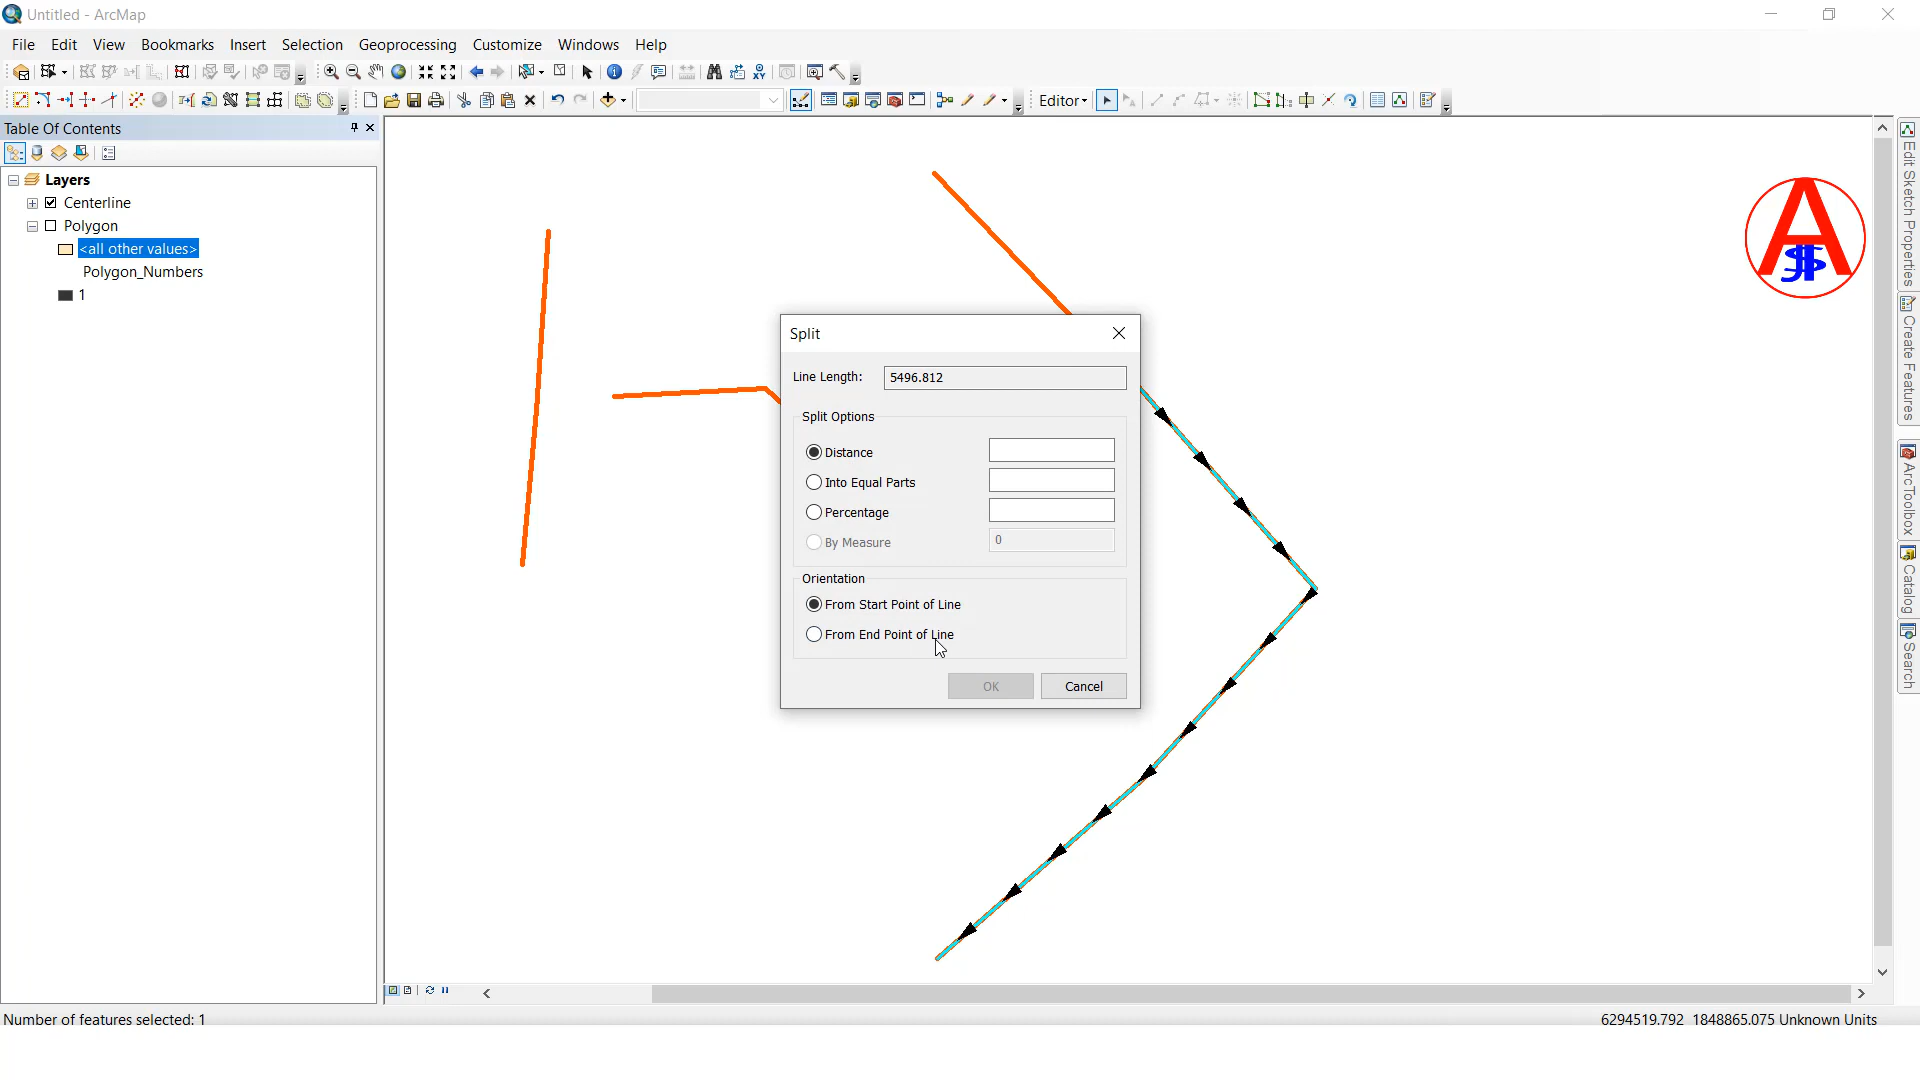 Untitled - ArcMap
File Edit View Bookmarks Insert Selection Geoprocessing Customize Windows Help
Editor
Table Of Contents
Layers
Centerline
Polygon
<all other values>
Polygon_Numbers
1
Split
Line Length: 5496.812
Split Options
Distance
Into Equal Parts
Percentage
By Measure 0
Orientation
From Start Point of Line
From End Point of Line
OK Cancel
Edit Sketch Properties
Create Features
ArcToolbox
Catalog
Search
Number of features selected: 1
6294519.792 1848865.075 Unknown Units